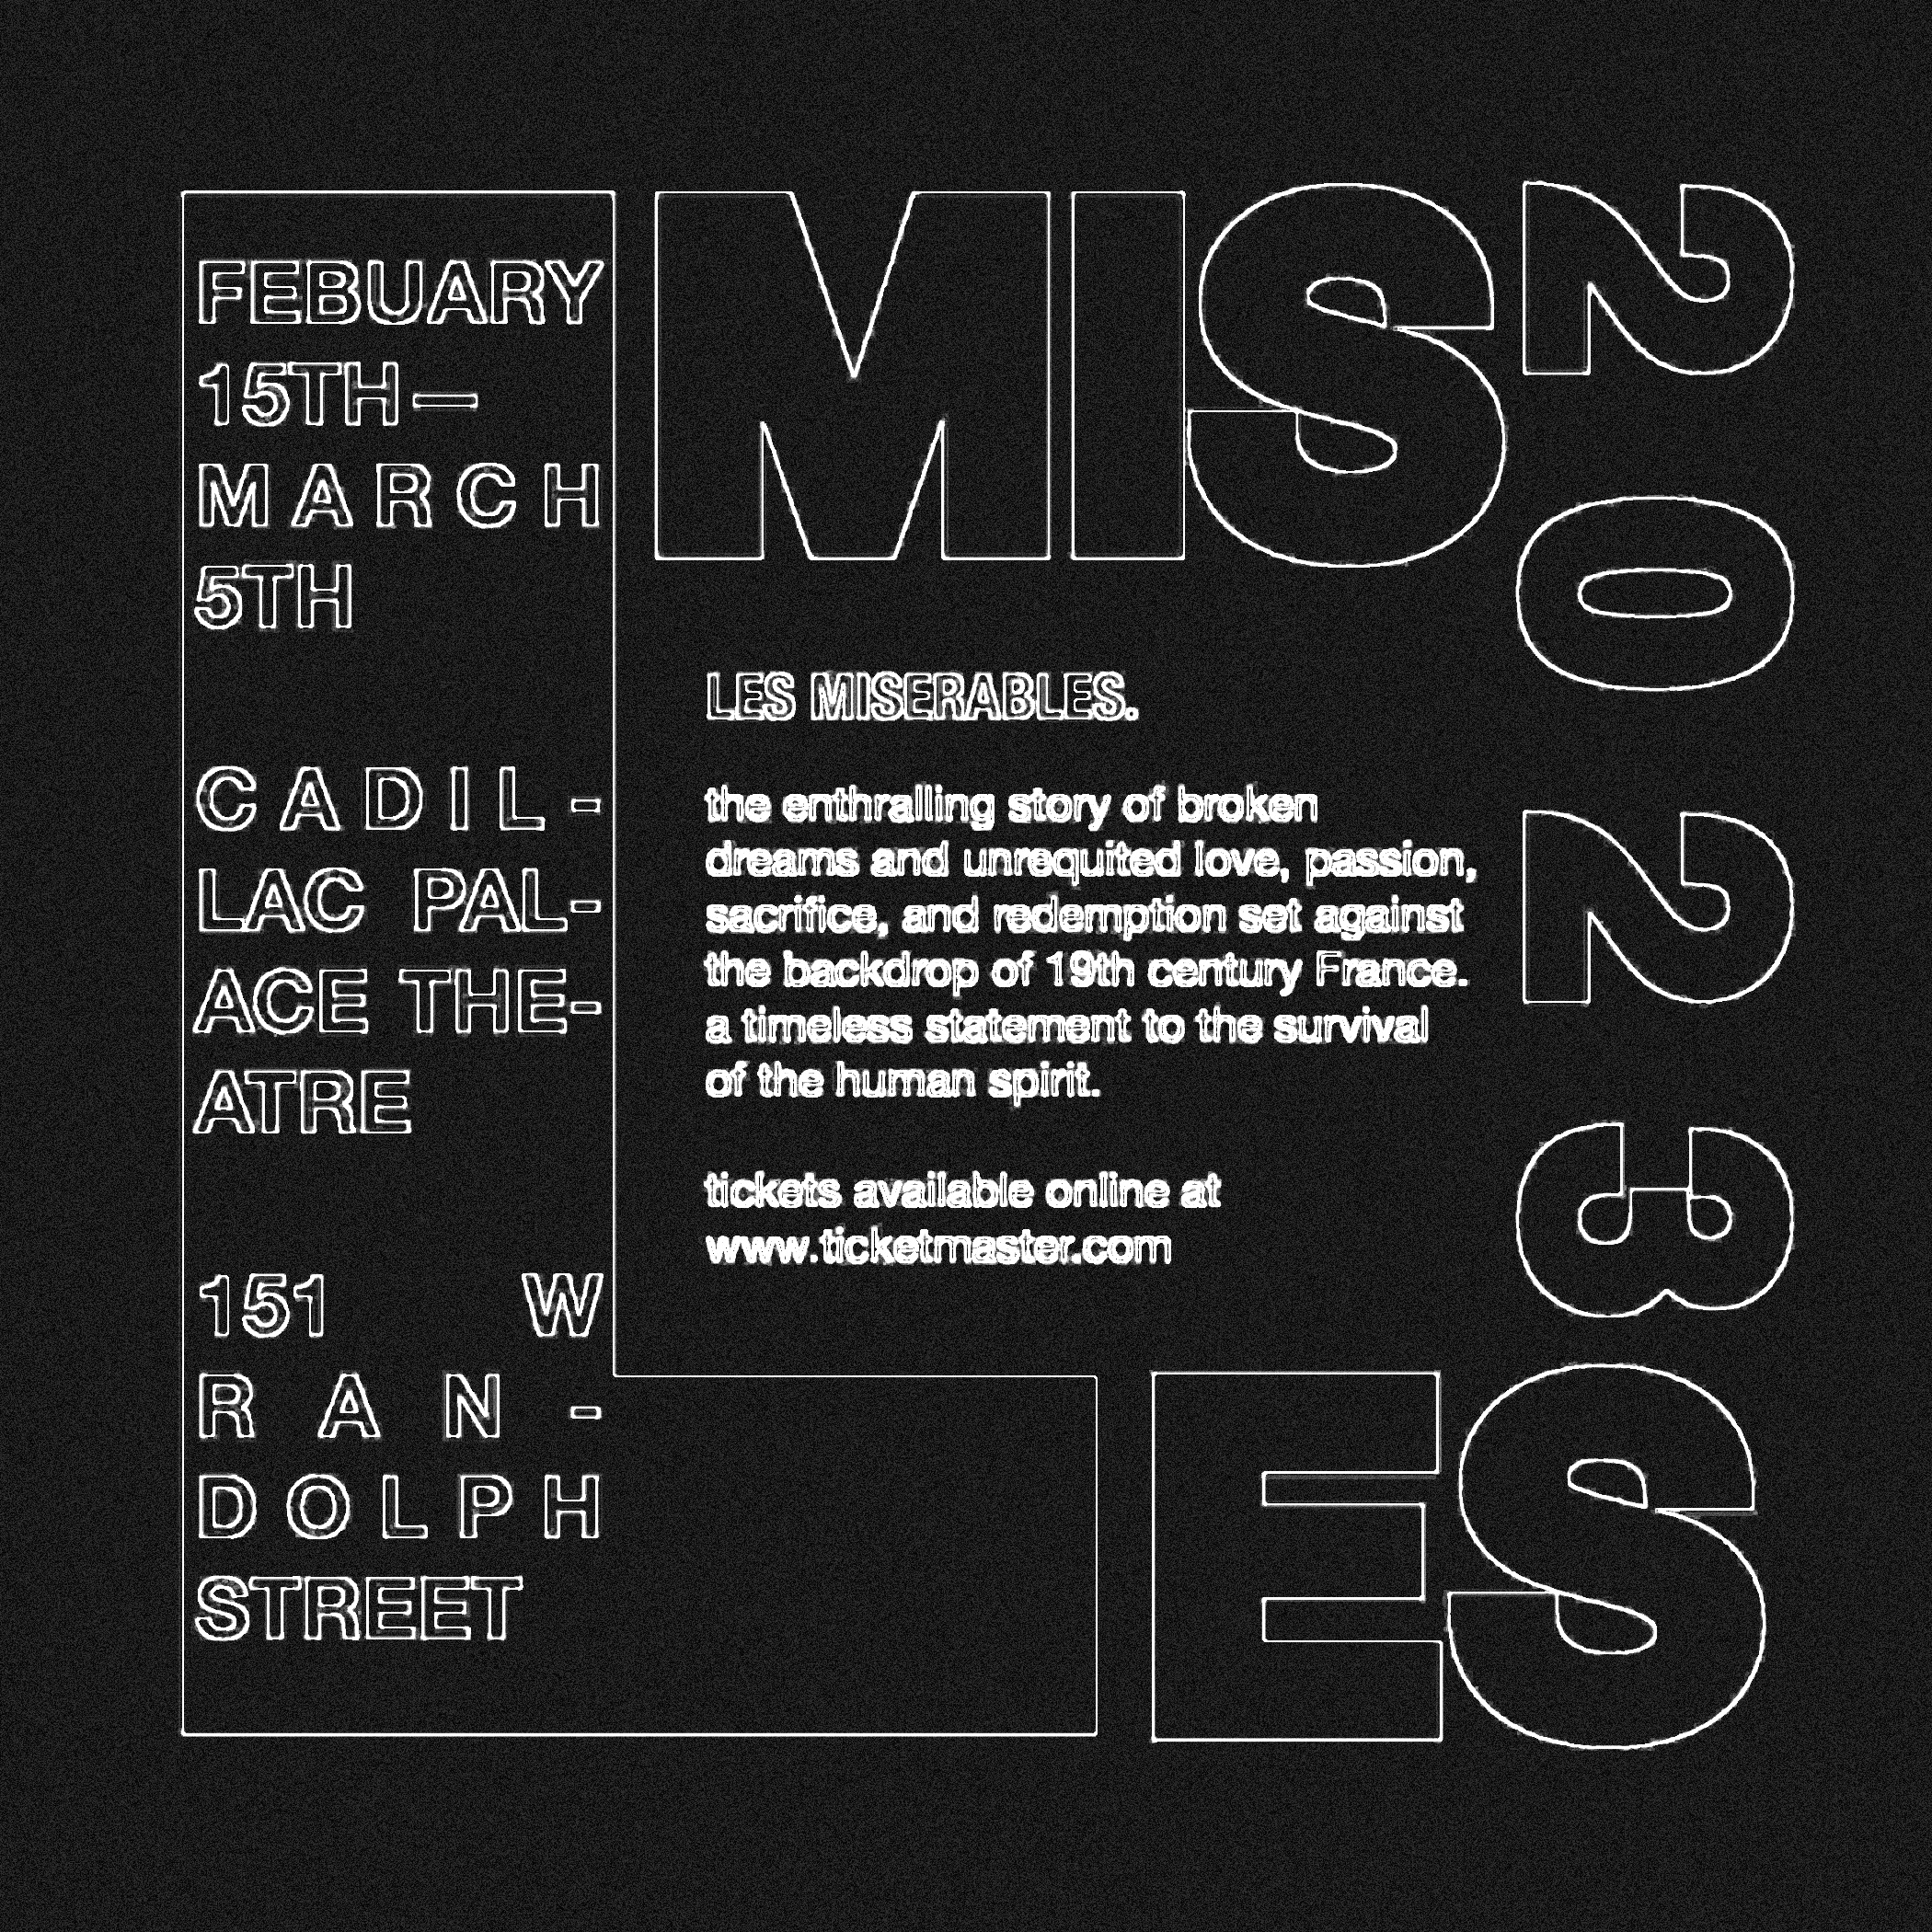 FEBUARY
15TH—
MARCH
5TH
CADIL-
LAC PAL-
ACE THE-
ATRE
151 W
RAN-
DOLPH
STREET
L
MIS
ES
2023
LES MISERABLES.
the enthralling story of broken
dreams and unrequited love, passion,
sacrifice, and redemption set against
the backdrop of 19th century France.
a timeless statement to the survival
of the human spirit.
tickets available online at
www.ticketmaster.com